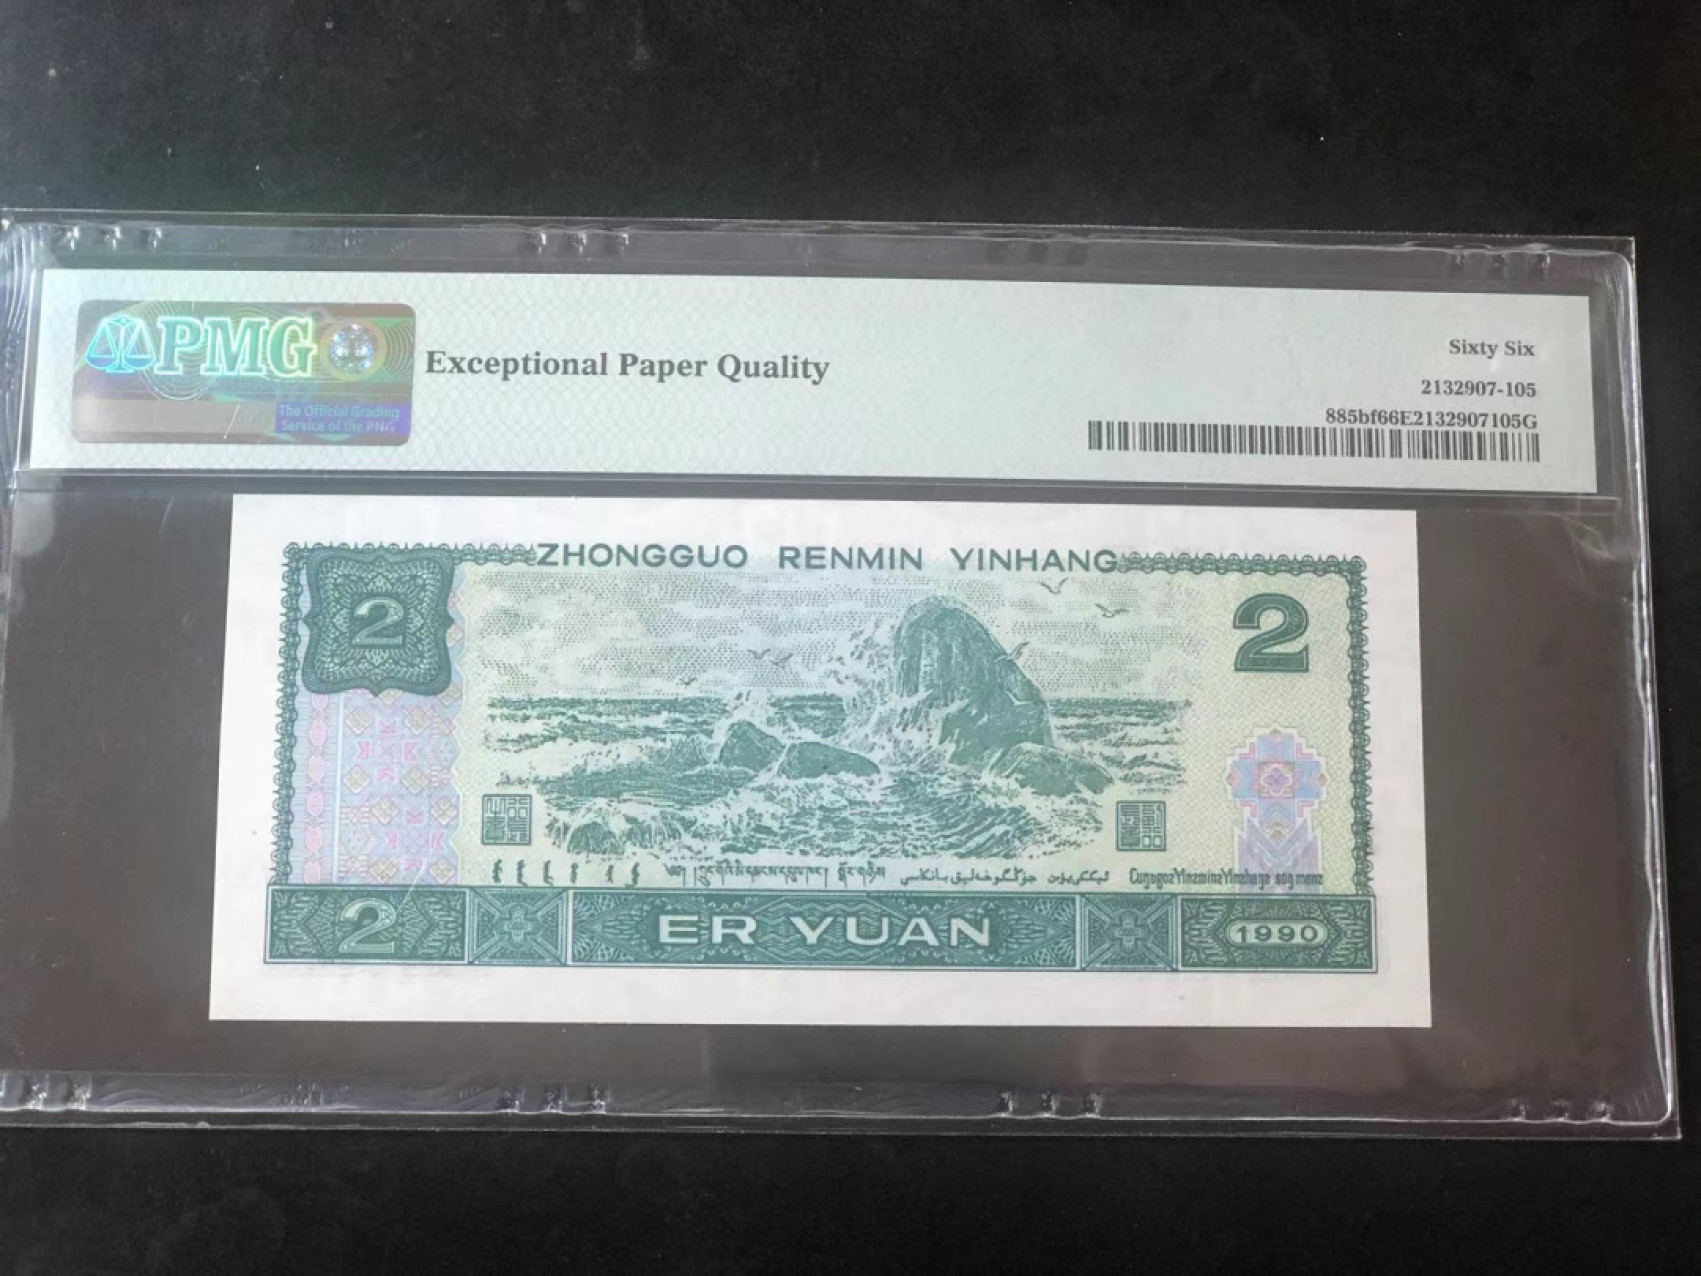 PMG
The Official Grading
Service of the PNG
Exceptional Paper Quality
Sixty Six
2132907-105
885bf66E2132907105G
ZHONGGUO RENMIN YINHANG
2
2
2
ER YUAN
1990